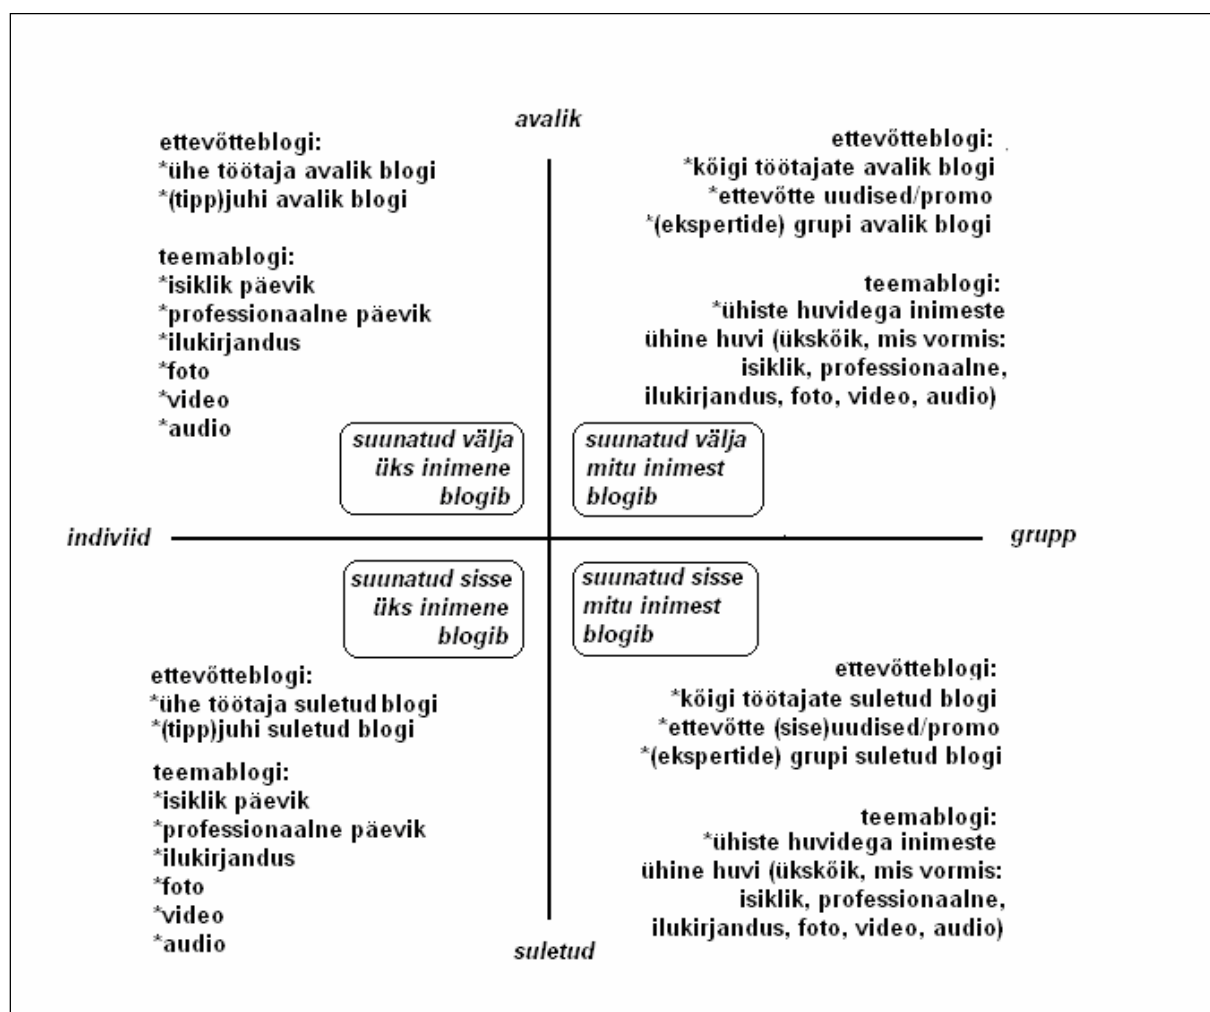 avalik
ettevõtteblogi:
*ühe töötaja avalik blogi
*(tipp)juhi avalik blogi
teemablogi:
*isiklik päevik
*professionaalne päevik
*ilukirjandus
*foto
*video
*audio
ettevõtteblogi:
*kõigi töötajate avalik blogi
*ettevõtte uudised/promo
*(ekspertide) grupi avalik blogi
teemablogi:
*ühiste huvidega inimeste
ühine huvi (ükskõik, mis vormis:
isiklik, professionaalne,
ilukirjandus, foto, video, audio)
suunatud välja
üks inimene
blogib
suunatud välja
mitu inimest
blogib
indiviid
grupp
suunatud sisse
üks inimene
blogib
suunatud sisse
mitu inimest
blogib
ettevõtteblogi:
*ühe töötaja suletud blogi
*(tipp)juhi suletud blogi
teemablogi:
*isiklik päevik
*professionaalne päevik
*ilukirjandus
*foto
*video
*audio
ettevõtteblogi:
*kõigi töötajate suletud blogi
*ettevõtte (sise)uudised/promo
*(ekspertide) grupi suletud blogi
teemablogi:
*ühiste huvidega inimeste
ühine huvi (ükskõik, mis vormis:
isiklik, professionaalne,
ilukirjandus, foto, video, audio)
suletud